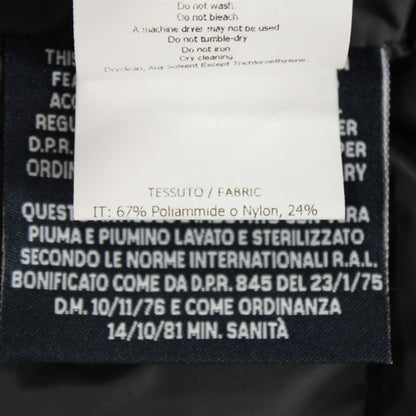 Do not wash.
Do not bleach
A machine dryer may not be used
Do not tumble-dry
Do not iron
Dry cleaning
Dryclean, Any Solvent Except Trichloroethylene.
TESSUTO / FABRIC
IT: 67% Poliammide o Nylon, 24%
THIS
FEA
ACC
REGU
D.P.R. PER
ORDIN RY
QUESTO
PIUMA E PIUMINO LAVATO E STERILIZZATO
SECONDO LE NORME INTERNATIONALI R.A.L.
BONIFICATO COME DA D.P.R. 845 DEL 23/1/75
D.M. 10/11/76 E COME ORDINANZA
14/10/81 MIN. SANITÀ